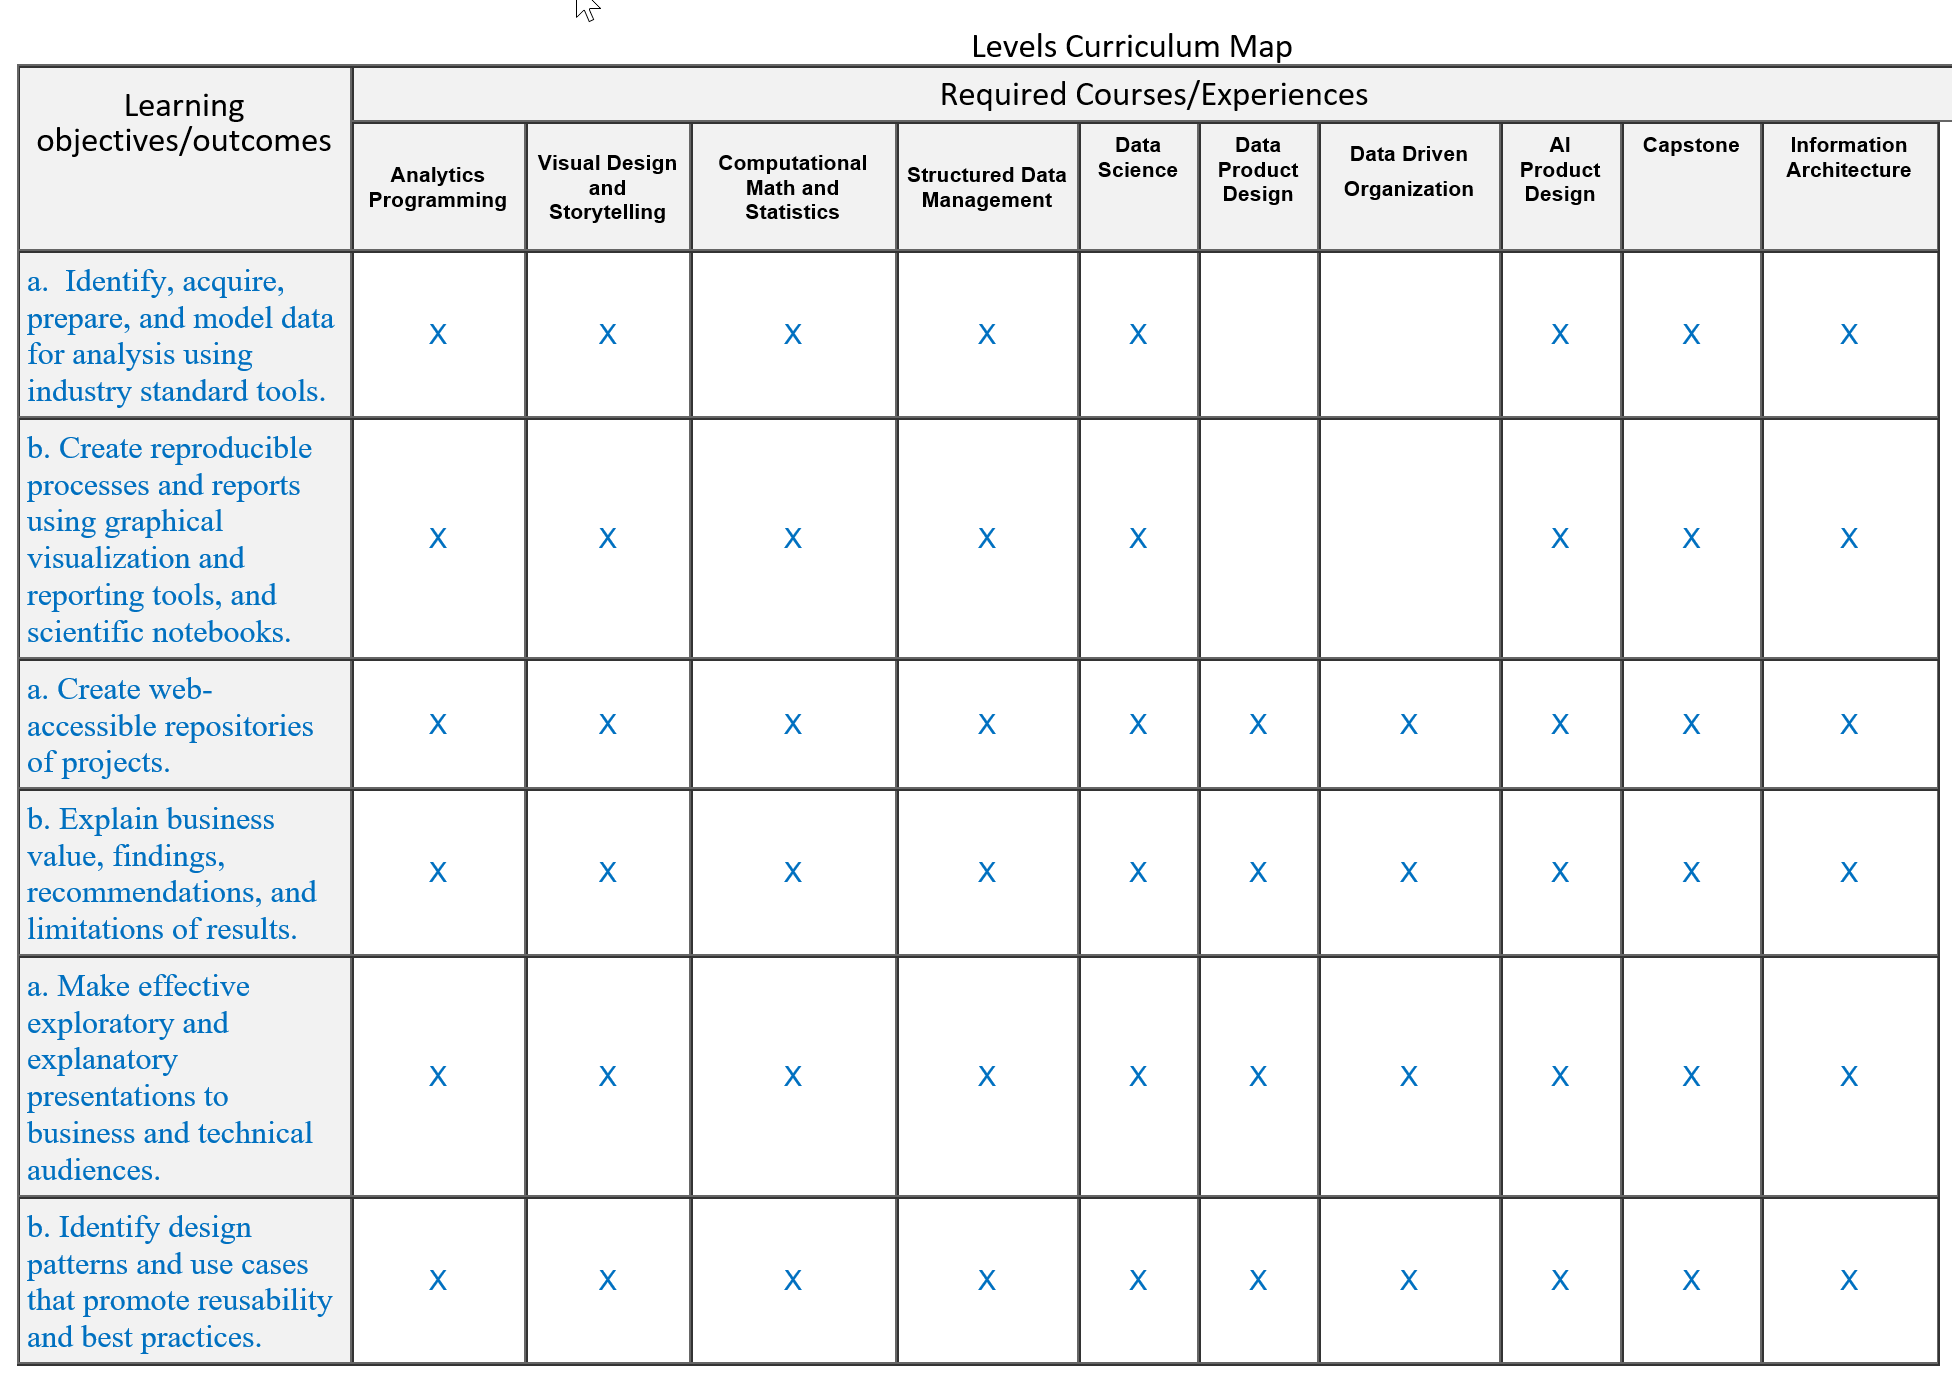 Levels Curriculum Map
Learning
objectives/outcomes
Required Courses/Experiences
Analytics
Programming
Visual Design
and
Storytelling
Computational
Math and
Statistics
Structured Data
Management
Data
Science
Data
Product
Design
Data Driven
Organization
AI
Product
Design
Capstone
Information
Architecture
a.  Identify, acquire,
prepare, and model data
for analysis using
industry standard tools.
X X X X X X X X
b. Create reproducible
processes and reports
using graphical
visualization and
reporting tools, and
scientific notebooks.
X X X X X X X X
a. Create web-
accessible repositories
of projects.
X X X X X X X X X X
b. Explain business
value, findings,
recommendations, and
limitations of results.
X X X X X X X X X X
a. Make effective
exploratory and
explanatory
presentations to
business and technical
audiences.
X X X X X X X X X X
b. Identify design
patterns and use cases
that promote reusability
and best practices.
X X X X X X X X X X